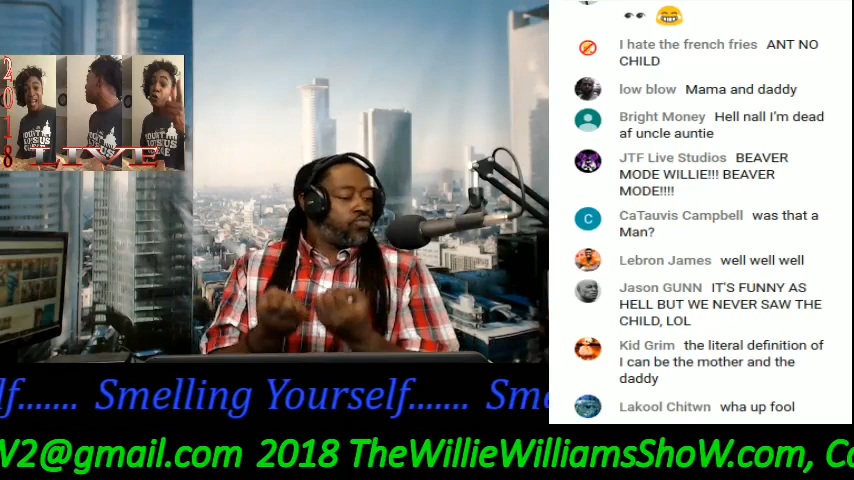 2018
LIVE
I hate the french fries ANT NO
CHILD
low blow Mama and daddy
Bright Money Hell nall I'm dead
af uncle auntie
JTF Live Studios BEAVER
MODE WILLIE!!! BEAVER
MODE!!!!
CaTauvis Campbell was that a
Man?
C
Lebron James well well well
Jason GUNN IT'S FUNNY AS
HELL BUT WE NEVER SAW THE
CHILD, LOL
Kid Grim the literal definition of
I can be the mother and the
daddy
Lakool Chitwn wha up fool
lf....... Smelling Yourself....... Sme
W2@gmail.com 2018 TheWillieWilliamsShoW.com, Co